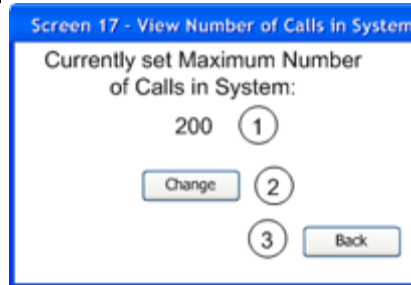 Screen 17 - View Number of Calls in System
Currently set Maximum Number
of Calls in System:
200 1
Change 2
3 Back